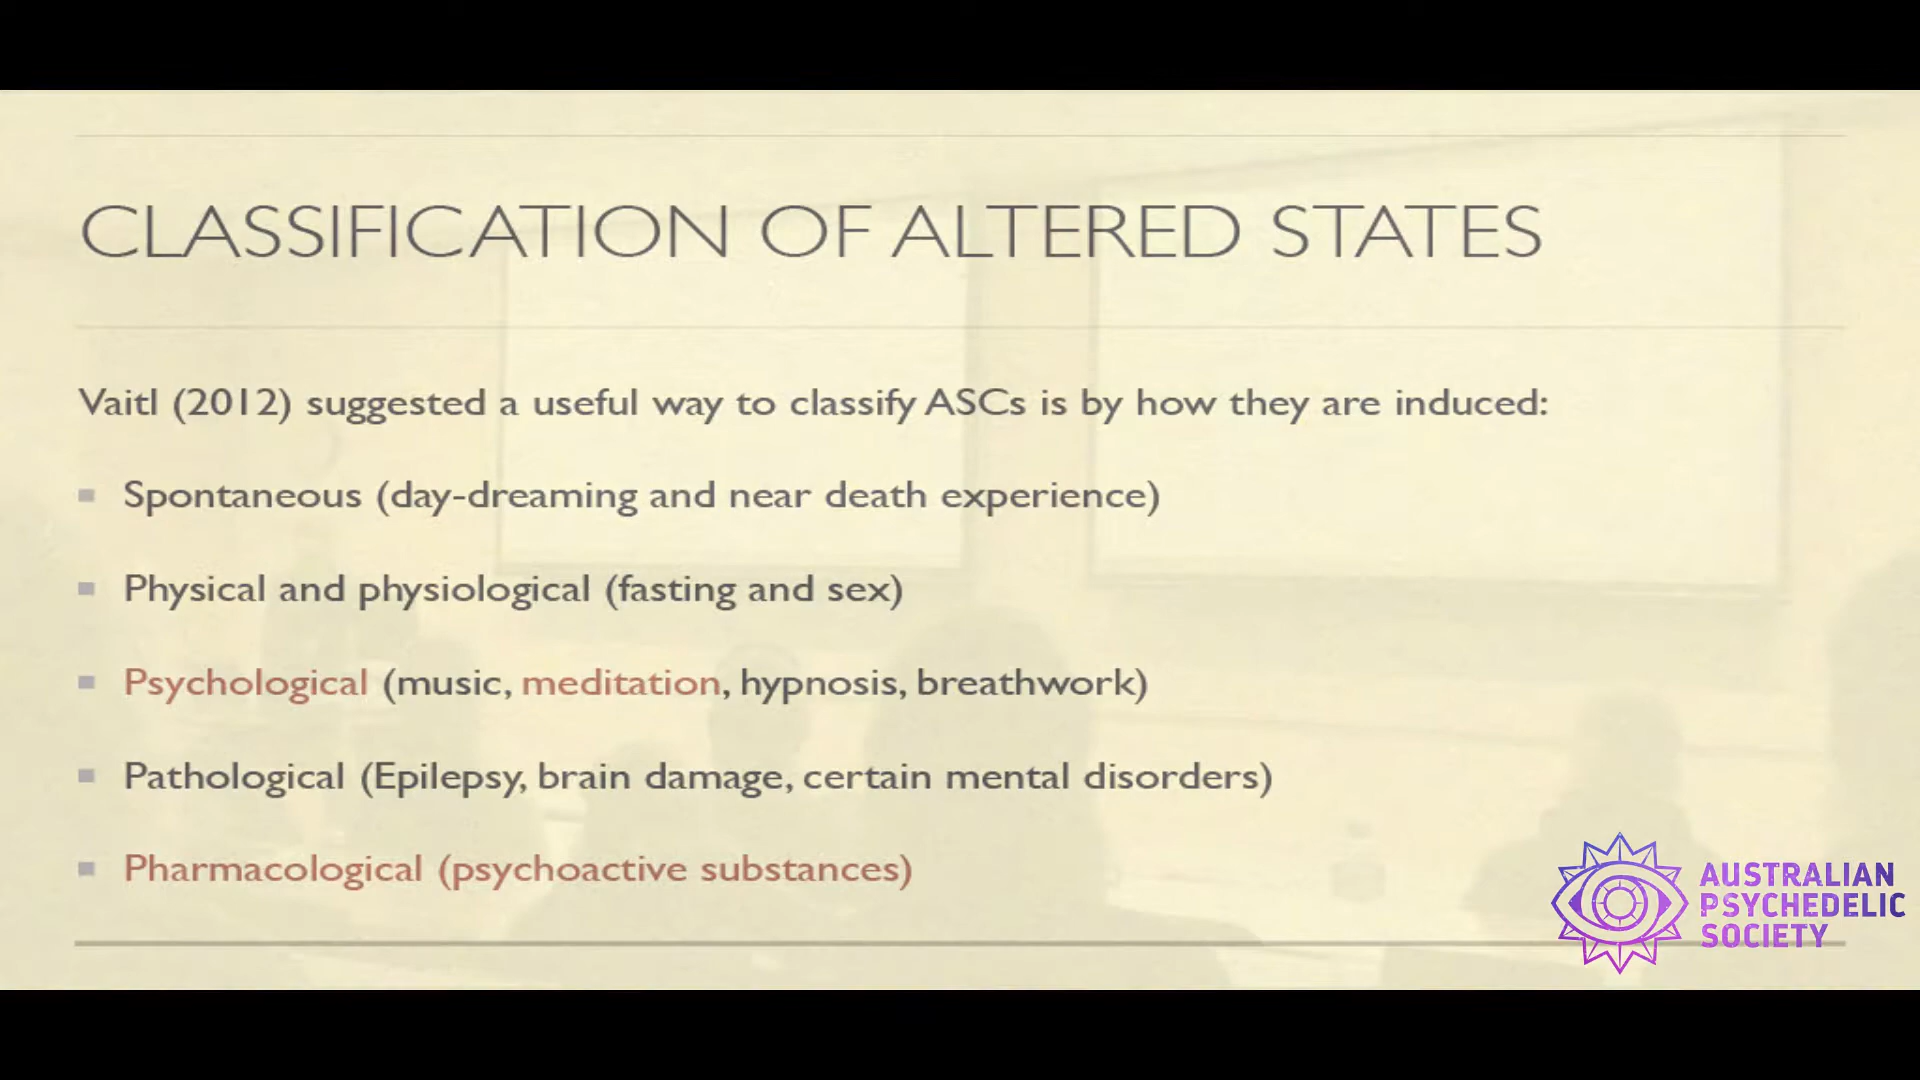 CLASSIFICATION OF ALTERED STATES
Vaitl (2012) suggested a useful way to classify ASCs is by how they are induced:
Spontaneous (day-dreaming and near death experience)
Physical and physiological (fasting and sex)
Psychological (music, meditation, hypnosis, breathwork)
Pathological (Epilepsy, brain damage, certain mental disorders)
Pharmacological (psychoactive substances)
AUSTRALIAN
PSYCHEDELIC
SOCIETY